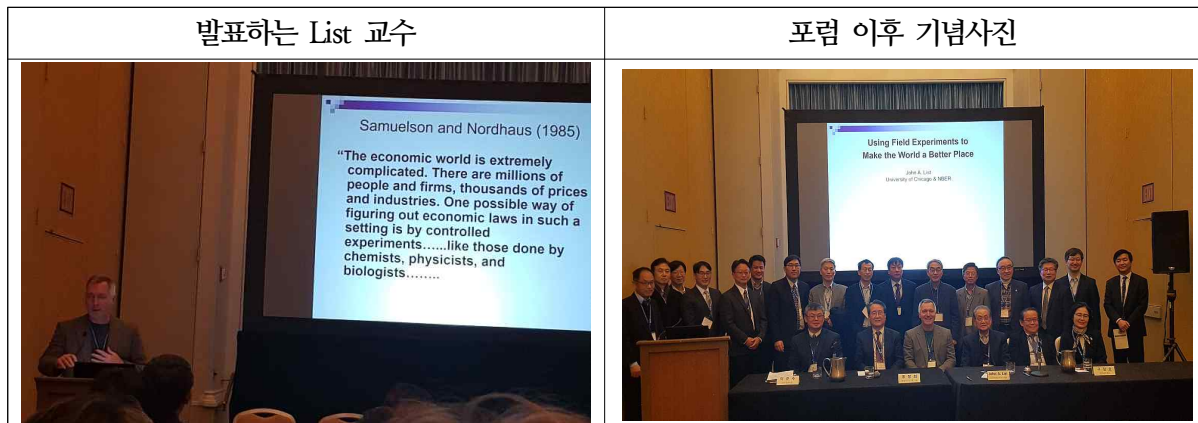 발표하는 List 교수
포럼 이후 기념사진
Samuelson and Nordhaus (1985)
“The economic world is extremely
complicated. There are millions of
people and firms, thousands of prices
and industries. One possible way of
figuring out economic laws in such a
setting is by controlled
experiments…...like those done by
chemists, physicists, and
biologists……..
Using Field Experiments to
Make the World a Better Place
John A. List
University of Chicago & NBER
John A. List